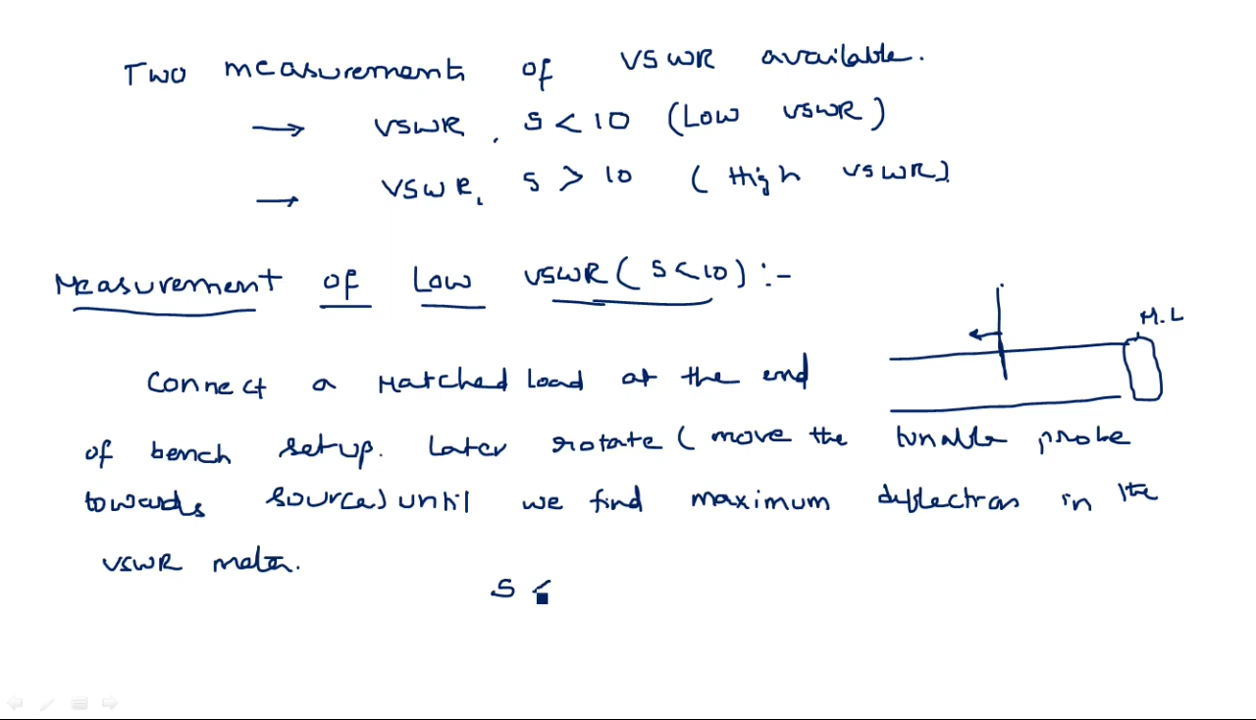 Two measurements of VSWR available.
→ VSWR, S < 10 (Low VSWR)
→ VSWR, S > 10 (High VSWR)
Measurement of Low VSWR (S<10) :-
M.L
Connect a Matched Load at the end
of bench setup. Later rotate (move the tunable probe
towards source) until we find maximum deflection in the
VSWR meter.
S <